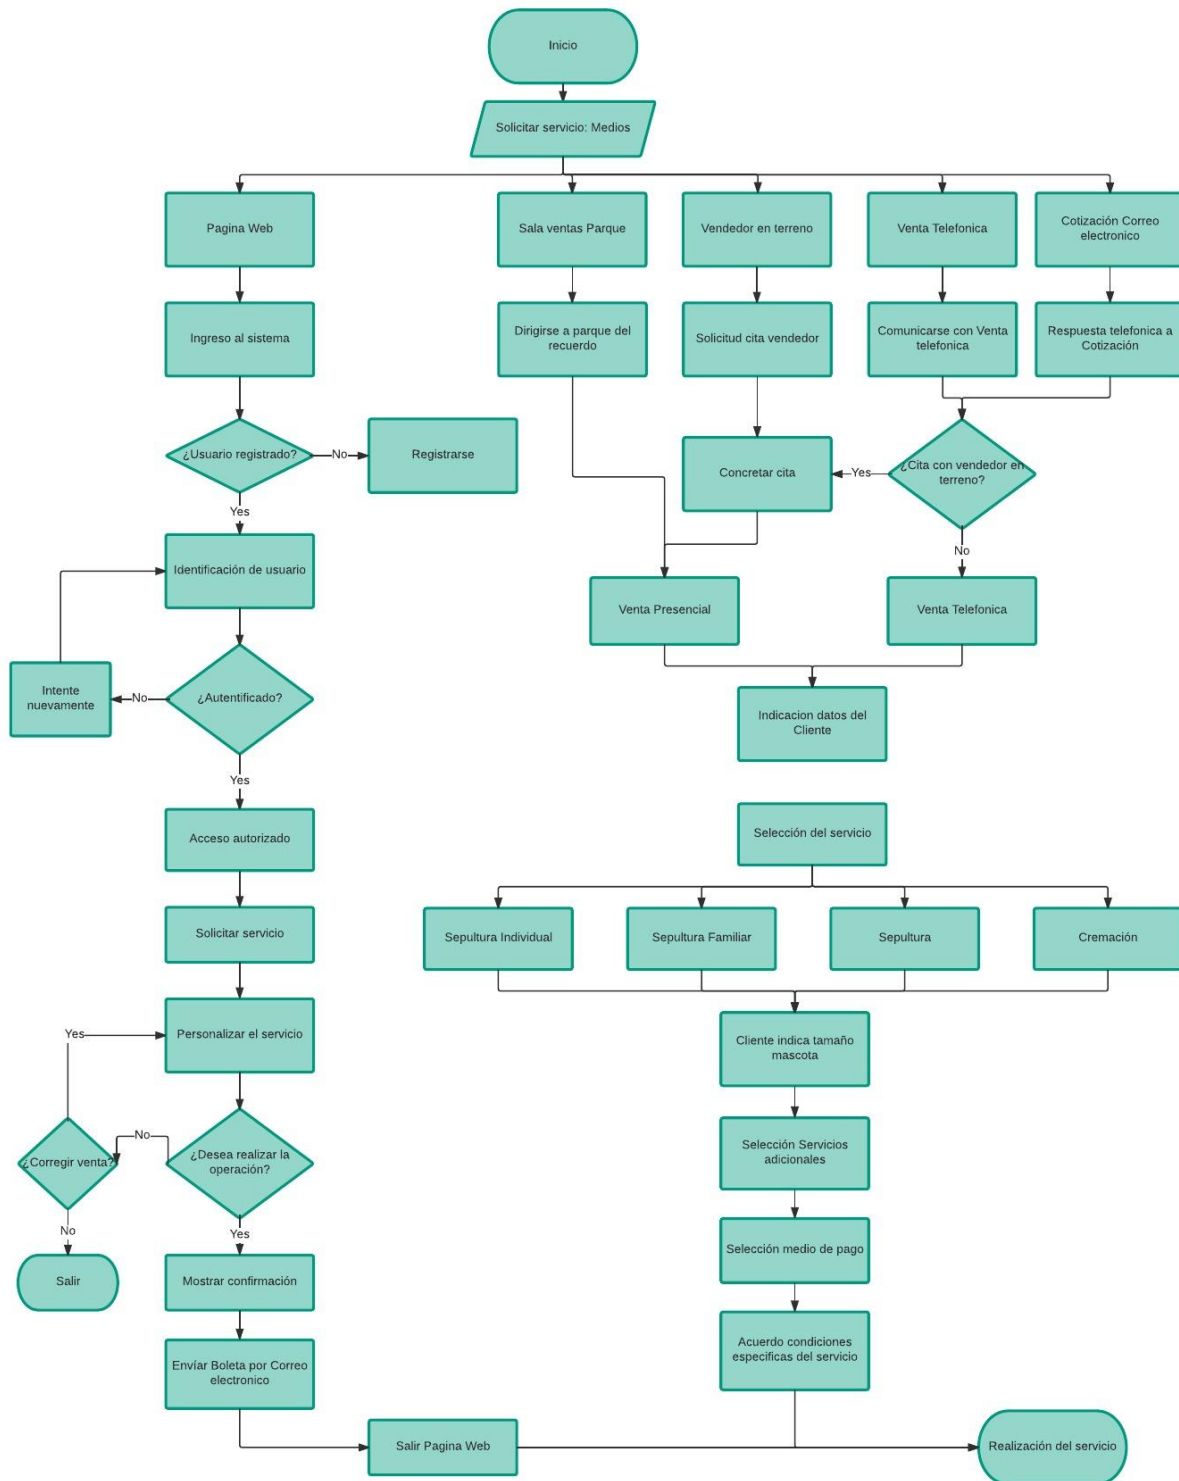 Inicio
Solicitar servicio: Medios
Pagina Web
Sala ventas Parque
Vendedor en terreno
Venta Telefonica
Cotización Correo
electronico
Ingreso al sistema
Dirigirse a parque del
recuerdo
Solicitud cita vendedor
Comunicarse con Venta
telefonica
Respuesta telefonica a
Cotización
¿Usuario registrado?
No
Registrarse
Concretar cita
Yes
¿Cita con vendedor en
terreno?
Yes
No
Identificación de usuario
Venta Presencial
Venta Telefonica
Intente
nuevamente
No
¿Autentificado?
Indicacion datos del
Cliente
Yes
Acceso autorizado
Selección del servicio
Solicitar servicio
Sepultura Individual
Sepultura Familiar
Sepultura
Cremación
Yes
Personalizar el servicio
Cliente indica tamaño
mascota
¿Corregir venta?
No
¿Desea realizar la
operación?
Selección Servicios
adicionales
No
Yes
Selección medio de pago
Salir
Mostrar confirmación
Acuerdo condiciones
especificas del servicio
Envíar Boleta por Correo
electronico
Salir Pagina Web
Realización del servicio